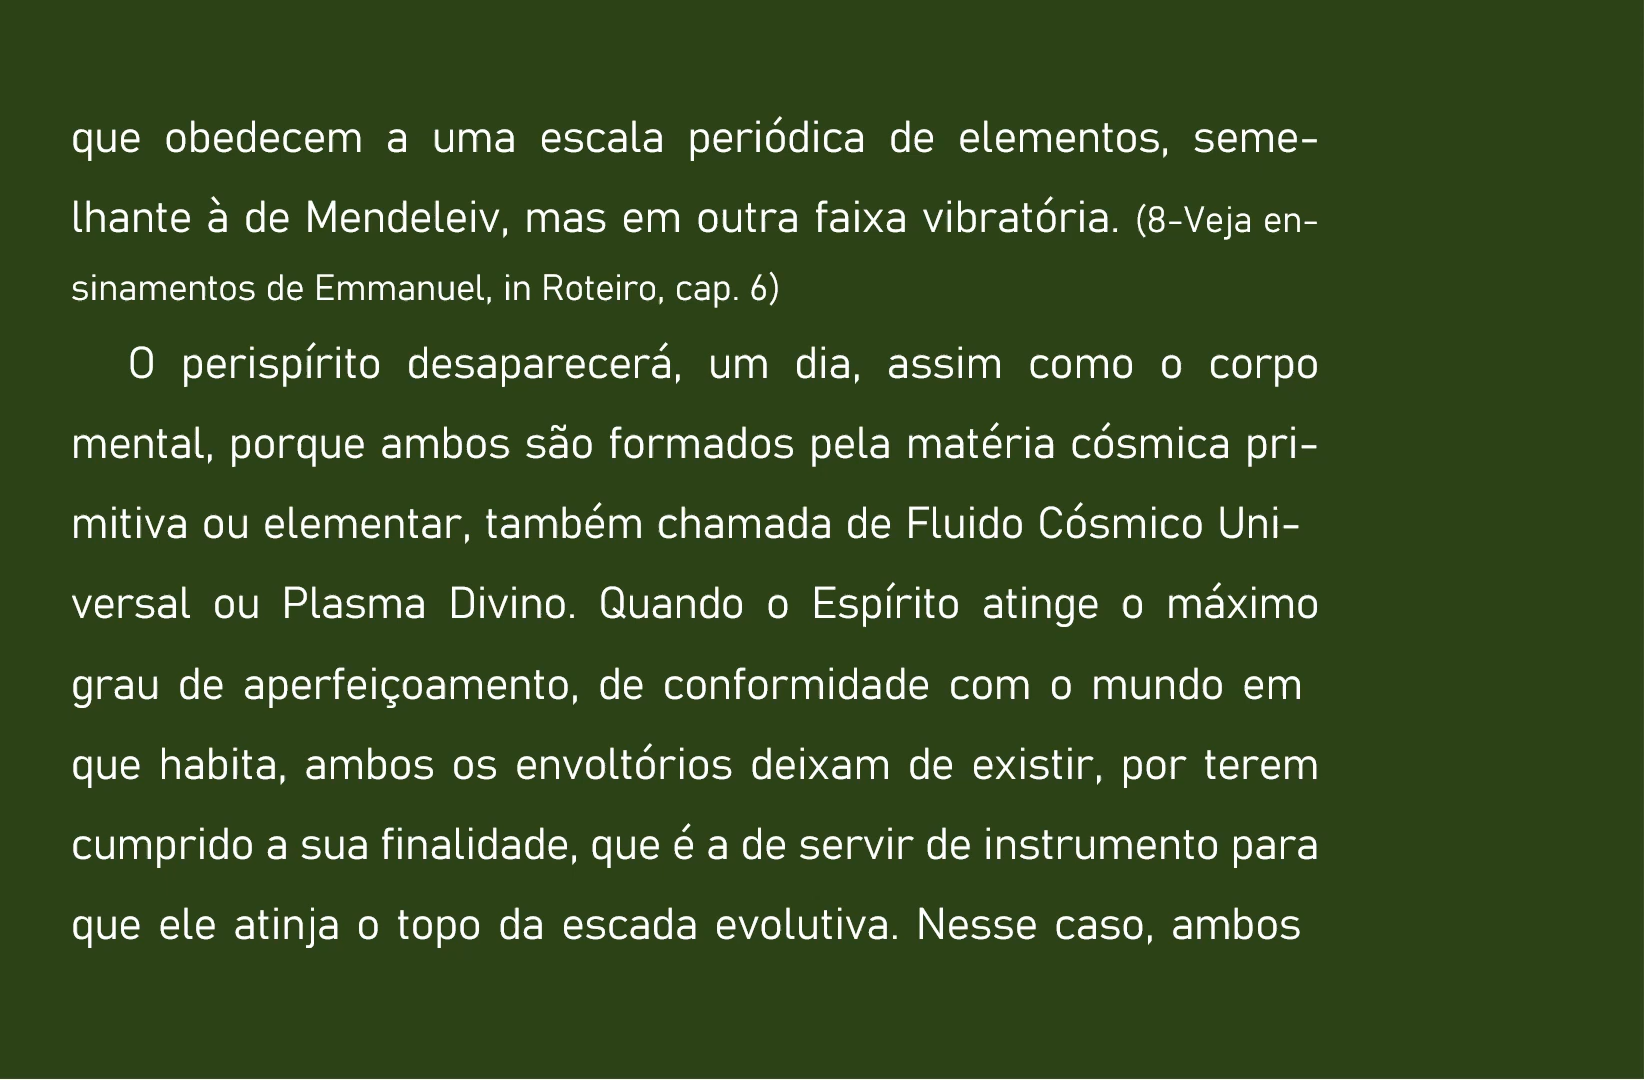 que obedecem a uma escala periódica de elementos, seme-
lhante à de Mendeleiv, mas em outra faixa vibratória. (8-Veja en-
sinamentos de Emmanuel, in Roteiro, cap. 6)
O perispírito desaparecerá, um dia, assim como o corpo
mental, porque ambos são formados pela matéria cósmica pri-
mitiva ou elementar, também chamada de Fluido Cósmico Uni-
versal ou Plasma Divino. Quando o Espírito atinge o máximo
grau de aperfeiçoamento, de conformidade com o mundo em
que habita, ambos os envoltórios deixam de existir, por terem
cumprido a sua finalidade, que é a de servir de instrumento para
que ele atinja o topo da escada evolutiva. Nesse caso, ambos